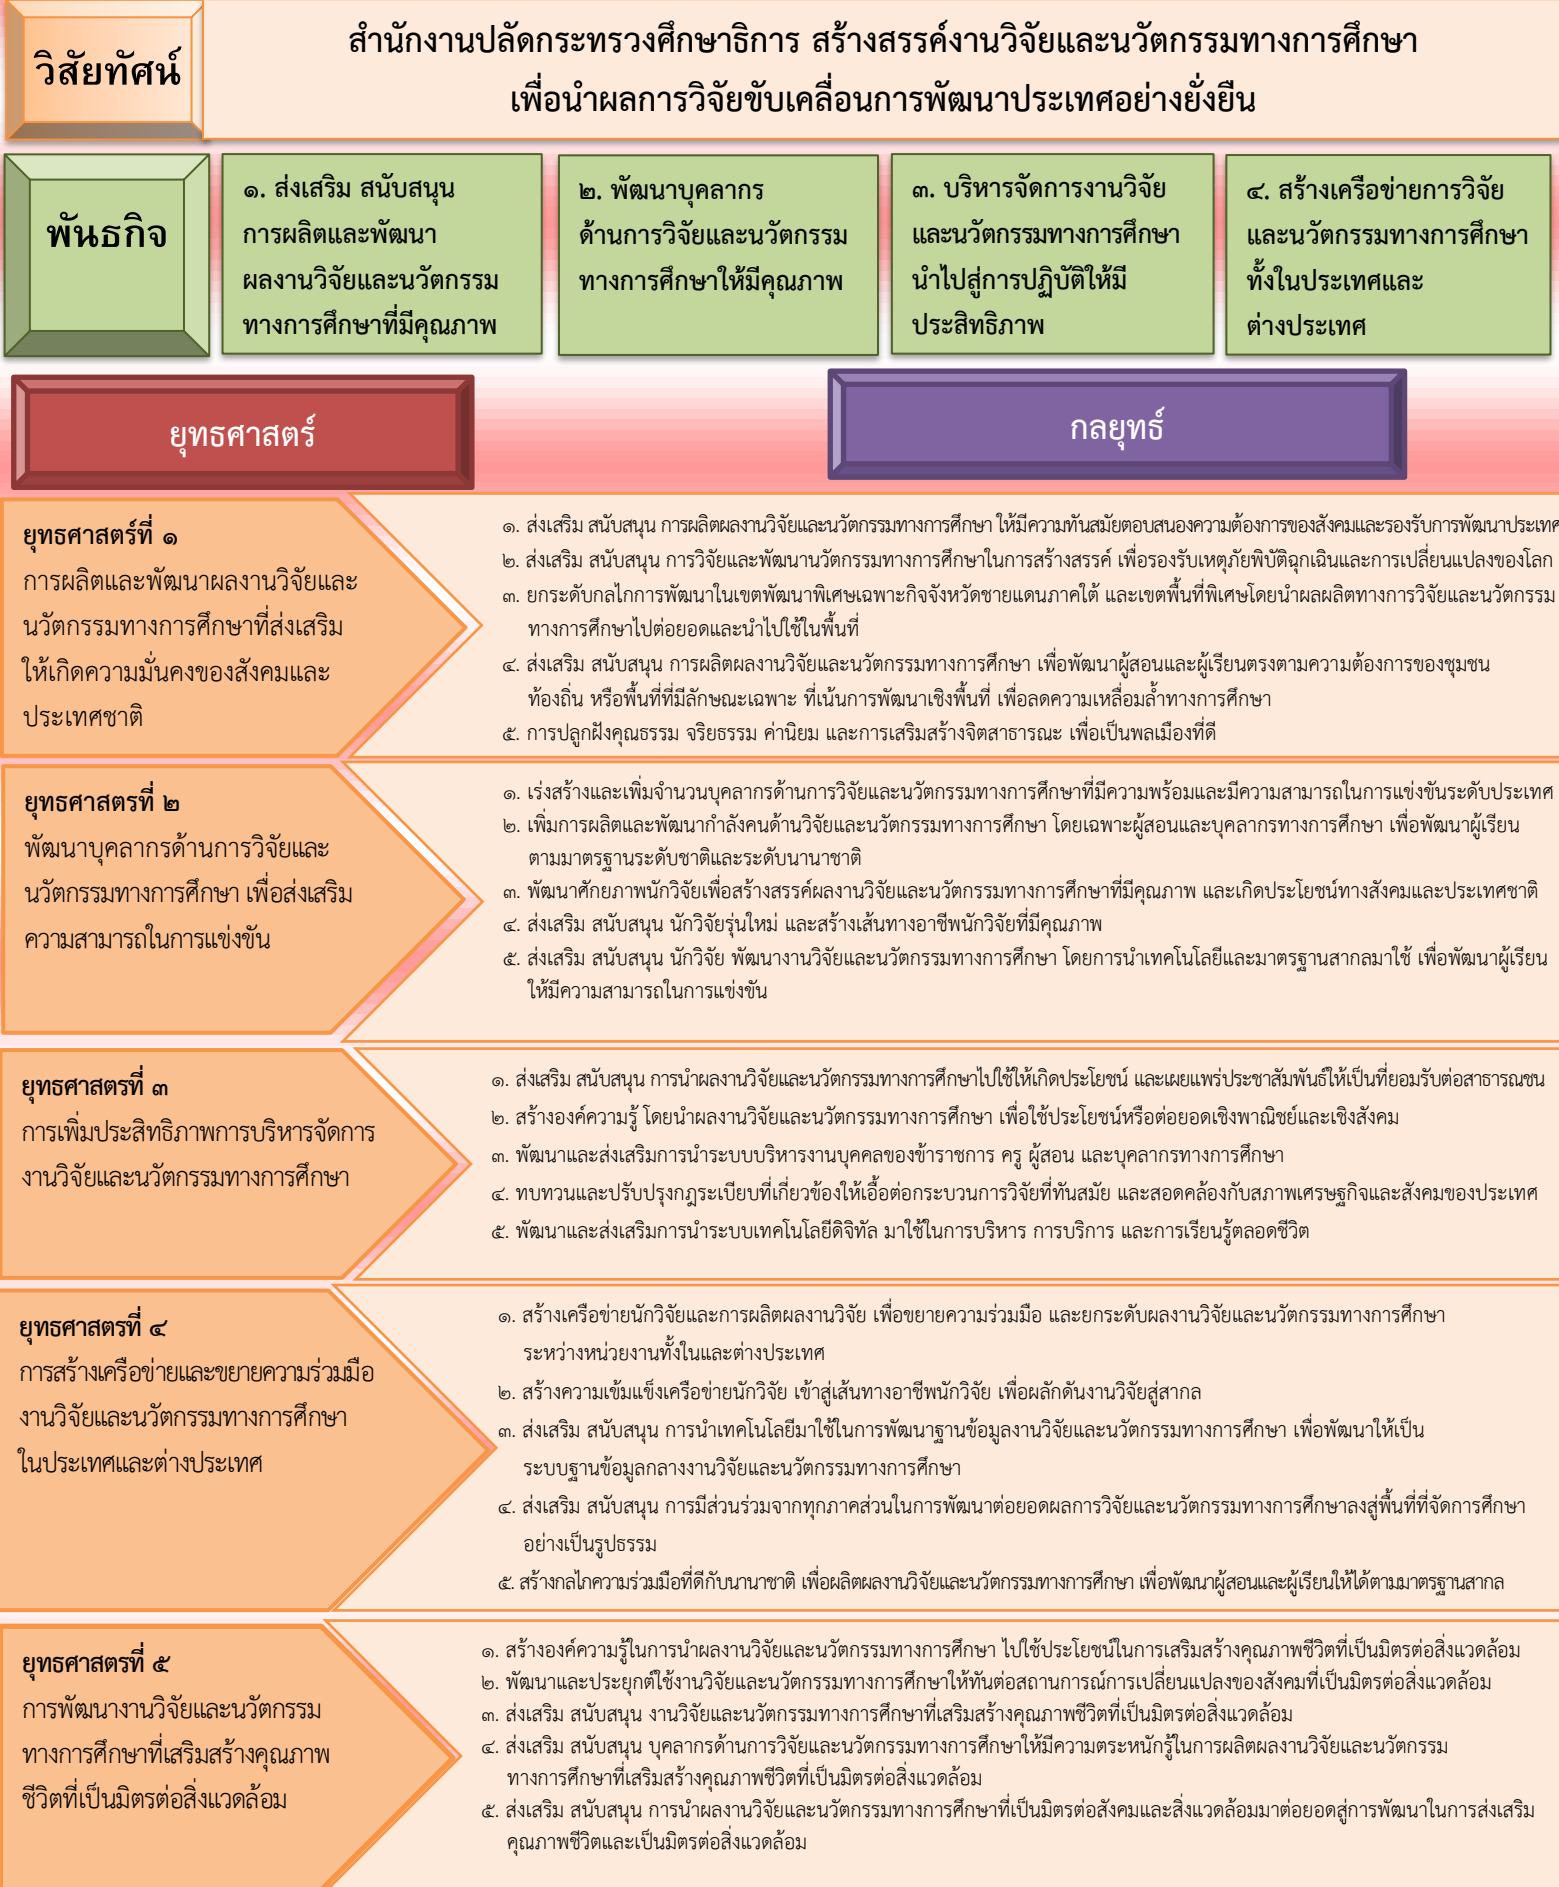 วิสัยทัศน์
สำนักงานปลัดกระทรวงศึกษาธิการ สร้างสรรค์งานวิจัยและนวัตกรรมทางการศึกษา
เพื่อนำผลการวิจัยขับเคลื่อนการพัฒนาประเทศอย่างยั่งยืน
พันธกิจ
๑. ส่งเสริม สนับสนุน
การผลิตและพัฒนา
ผลงานวิจัยและนวัตกรรม
ทางการศึกษาที่มีคุณภาพ
๒. พัฒนาบุคลากร
ด้านการวิจัยและนวัตกรรม
ทางการศึกษาให้มีคุณภาพ
๓. บริหารจัดการงานวิจัย
และนวัตกรรมทางการศึกษา
นำไปสู่การปฏิบัติให้มี
ประสิทธิภาพ
๔. สร้างเครือข่ายการวิจัย
และนวัตกรรมทางการศึกษา
ทั้งในประเทศและ
ต่างประเทศ
ยุทธศาสตร์
กลยุทธ์
ยุทธศาสตร์ที่ ๑
การผลิตและพัฒนาผลงานวิจัยและ
นวัตกรรมทางการศึกษาที่ส่งเสริม
ให้เกิดความมั่นคงของสังคมและ
ประเทศชาติ
๑. ส่งเสริม สนับสนุน การผลิตผลงานวิจัยและนวัตกรรมทางการศึกษา ให้มีความทันสมัยตอบสนองความต้องการของสังคมและรองรับการพัฒนาประเทศ
๒. ส่งเสริม สนับสนุน การวิจัยและพัฒนานวัตกรรมทางการศึกษาในการสร้างสรรค์ เพื่อรองรับเหตุภัยพิบัติฉุกเฉินและการเปลี่ยนแปลงของโลก
๓. ยกระดับกลไกการพัฒนาในเขตพัฒนาพิเศษเฉพาะกิจจังหวัดชายแดนภาคใต้ และเขตพื้นที่พิเศษโดยนำผลผลิตทางการวิจัยและนวัตกรรม
ทางการศึกษาไปต่อยอดและนำไปใช้ในพื้นที่
๔. ส่งเสริม สนับสนุน การผลิตผลงานวิจัยและนวัตกรรมทางการศึกษา เพื่อพัฒนาผู้สอนและผู้เรียนตรงตามความต้องการของชุมชน
ท้องถิ่น หรือพื้นที่ที่มีลักษณะเฉพาะ ที่เน้นการพัฒนาเชิงพื้นที่ เพื่อลดความเหลื่อมล้ำทางการศึกษา
๕. การปลูกฝังคุณธรรม จริยธรรม ค่านิยม และการเสริมสร้างจิตสาธารณะ เพื่อเป็นพลเมืองที่ดี
ยุทธศาสตรที่ ๒
พัฒนาบุคลากรด้านการวิจัยและ
นวัตกรรมทางการศึกษา เพื่อส่งเสริม
ความสามารถในการแข่งขัน
๑. เร่งสร้างและเพิ่มจำนวนบุคลากรด้านการวิจัยและนวัตกรรมทางการศึกษาที่มีความพร้อมและมีความสามารถในการแข่งขันระดับประเทศ
๒. เพิ่มการผลิตและพัฒนากำลังคนด้านวิจัยและนวัตกรรมทางการศึกษา โดยเฉพาะผู้สอนและบุคลากรทางการศึกษา เพื่อพัฒนาผู้เรียน
ตามมาตรฐานระดับชาติและระดับนานาชาติ
๓. พัฒนาศักยภาพนักวิจัยเพื่อสร้างสรรค์ผลงานวิจัยและนวัตกรรมทางการศึกษาที่มีคุณภาพ และเกิดประโยชน์ทางสังคมและประเทศชาติ
๔. ส่งเสริม สนับสนุน นักวิจัยรุ่นใหม่ และสร้างเส้นทางอาชีพนักวิจัยที่มีคุณภาพ
๕. ส่งเสริม สนับสนุน นักวิจัย พัฒนางานวิจัยและนวัตกรรมทางการศึกษา โดยการนำเทคโนโลยีและมาตรฐานสากลมาใช้ เพื่อพัฒนาผู้เรียน
ให้มีความสามารถในการแข่งขัน
ยุทธศาสตรที่ ๓
การเพิ่มประสิทธิภาพการบริหารจัดการ
งานวิจัยและนวัตกรรมทางการศึกษา
๑. ส่งเสริม สนับสนุน การนำผลงานวิจัยและนวัตกรรมทางการศึกษาไปใช้ให้เกิดประโยชน์ และเผยแพร่ประชาสัมพันธ์ให้เป็นที่ยอมรับต่อสาธารณชน
๒. สร้างองค์ความรู้ โดยนำผลงานวิจัยและนวัตกรรมทางการศึกษา เพื่อใช้ประโยชน์หรือต่อยอดเชิงพาณิชย์และเชิงสังคม
๓. พัฒนาและส่งเสริมการนำระบบบริหารงานบุคคลของข้าราชการ ครู ผู้สอน และบุคลากรทางการศึกษา
๔. ทบทวนและปรับปรุงกฎระเบียบที่เกี่ยวข้องให้เอื้อต่อกระบวนการวิจัยที่ทันสมัย และสอดคล้องกับสภาพเศรษฐกิจและสังคมของประเทศ
๕. พัฒนาและส่งเสริมการนำระบบเทคโนโลยีดิจิทัล มาใช้ในการบริหาร การบริการ และการเรียนรู้ตลอดชีวิต
ยุทธศาสตรที่ ๔
การสร้างเครือข่ายและขยายความร่วมมือ
งานวิจัยและนวัตกรรมทางการศึกษา
ในประเทศและต่างประเทศ
๑. สร้างเครือข่ายนักวิจัยและการผลิตผลงานวิจัย เพื่อขยายความร่วมมือ และยกระดับผลงานวิจัยและนวัตกรรมทางการศึกษา
ระหว่างหน่วยงานทั้งในและต่างประเทศ
๒. สร้างความเข้มแข็งเครือข่ายนักวิจัย เข้าสู่เส้นทางอาชีพนักวิจัย เพื่อผลักดันงานวิจัยสู่สากล
๓. ส่งเสริม สนับสนุน การนำเทคโนโลยีมาใช้ในการพัฒนาฐานข้อมูลงานวิจัยและนวัตกรรมทางการศึกษา เพื่อพัฒนาให้เป็น
ระบบฐานข้อมูลกลางงานวิจัยและนวัตกรรมทางการศึกษา
๔. ส่งเสริม สนับสนุน การมีส่วนร่วมจากทุกภาคส่วนในการพัฒนาต่อยอดผลการวิจัยและนวัตกรรมทางการศึกษาลงสู่พื้นที่ที่จัดการศึกษา
อย่างเป็นรูปธรรม
๕. สร้างกลไกความร่วมมือที่ดีกับนานาชาติ เพื่อผลิตผลงานวิจัยและนวัตกรรมทางการศึกษา เพื่อพัฒนาผู้สอนและผู้เรียนให้ได้ตามมาตรฐานสากล
ยุทธศาสตรที่ ๕
การพัฒนางานวิจัยและนวัตกรรม
ทางการศึกษาที่เสริมสร้างคุณภาพ
ชีวิตที่เป็นมิตรต่อสิ่งแวดล้อม
๑. สร้างองค์ความรู้ในการนำผลงานวิจัยและนวัตกรรมทางการศึกษา ไปใช้ประโยชน์ในการเสริมสร้างคุณภาพชีวิตที่เป็นมิตรต่อสิ่งแวดล้อม
๒. พัฒนาและประยุกต์ใช้งานวิจัยและนวัตกรรมทางการศึกษาให้ทันต่อสถานการณ์การเปลี่ยนแปลงของสังคมที่เป็นมิตรต่อสิ่งแวดล้อม
๓. ส่งเสริม สนับสนุน งานวิจัยและนวัตกรรมทางการศึกษาที่เสริมสร้างคุณภาพชีวิตที่เป็นมิตรต่อสิ่งแวดล้อม
๔. ส่งเสริม สนับสนุน บุคลากรด้านการวิจัยและนวัตกรรมทางการศึกษาให้มีความตระหนักรู้ในการผลิตผลงานวิจัยและนวัตกรรม
ทางการศึกษาที่เสริมสร้างคุณภาพชีวิตที่เป็นมิตรต่อสิ่งแวดล้อม
๕. ส่งเสริม สนับสนุน การนำผลงานวิจัยและนวัตกรรมทางการศึกษาที่เป็นมิตรต่อสังคมและสิ่งแวดล้อมมาต่อยอดสู่การพัฒนาในการส่งเสริม
คุณภาพชีวิตและเป็นมิตรต่อสิ่งแวดล้อม